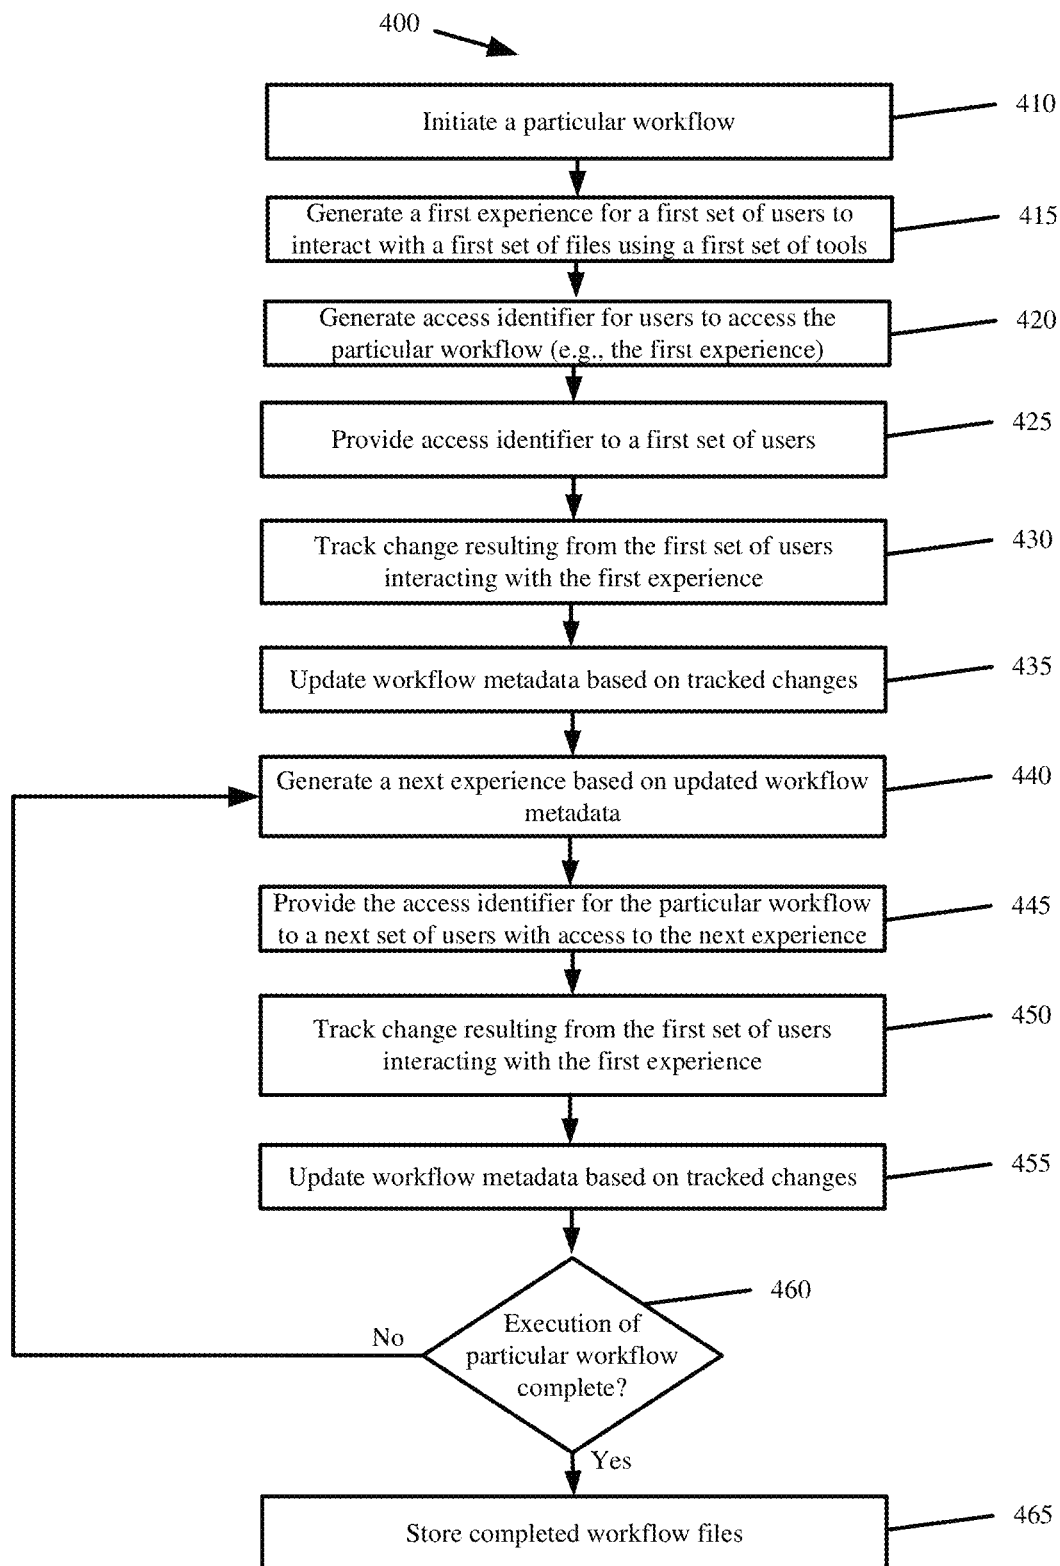 400
Initiate a particular workflow
410
Generate a first experience for a first set of users to
interact with a first set of files using a first set of tools
415
Generate access identifier for users to access the
particular workflow (e.g., the first experience)
420
Provide access identifier to a first set of users
425
Track change resulting from the first set of users
interacting with the first experience
430
Update workflow metadata based on tracked changes
435
Generate a next experience based on updated workflow
metadata
440
Provide the access identifier for the particular workflow
to a next set of users with access to the next experience
445
Track change resulting from the first set of users
interacting with the first experience
450
Update workflow metadata based on tracked changes
455
Execution of
particular workflow
complete?
460
No
Yes
Store completed workflow files
465